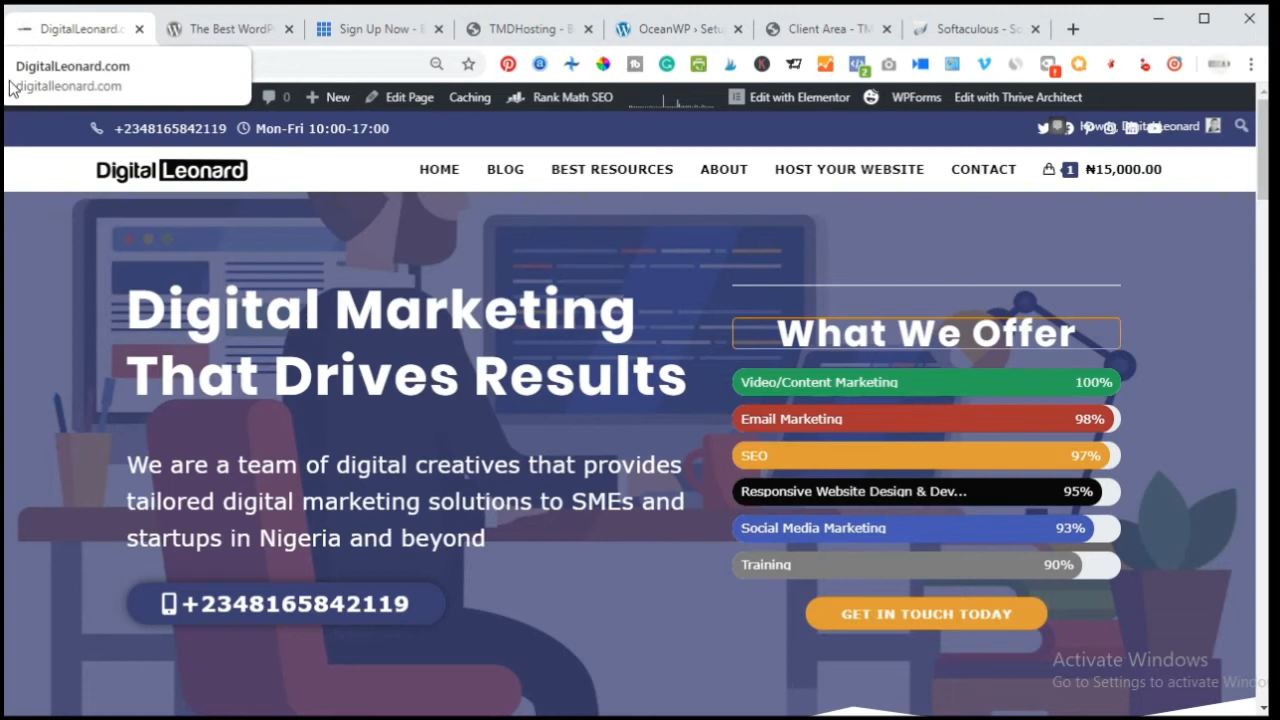 DigitalLeonard.c
The Best WordP
Sign Up Now - B
TMDHosting - B
OceanWP › Setu
Client Area - TM
Softaculous - So
DigitalLeonard.com
digitalleonard.com
0
New
Edit Page
Caching
Rank Math SEO
Edit with Elementor
WPForms
Edit with Thrive Architect
+2348165842119
Mon-Fri 10:00-17:00
Howdy, DigitalLeonard
Digital Leonard
HOME
BLOG
BEST RESOURCES
ABOUT
HOST YOUR WEBSITE
CONTACT
1
₦15,000.00
Digital Marketing
That Drives Results
We are a team of digital creatives that provides
tailored digital marketing solutions to SMEs and
startups in Nigeria and beyond
+2348165842119
What We Offer
Video/Content Marketing 100%
Email Marketing 98%
SEO 97%
Responsive Website Design & Dev... 95%
Social Media Marketing 93%
Training 90%
GET IN TOUCH TODAY
Activate Windows
Go to Settings to activate Windo